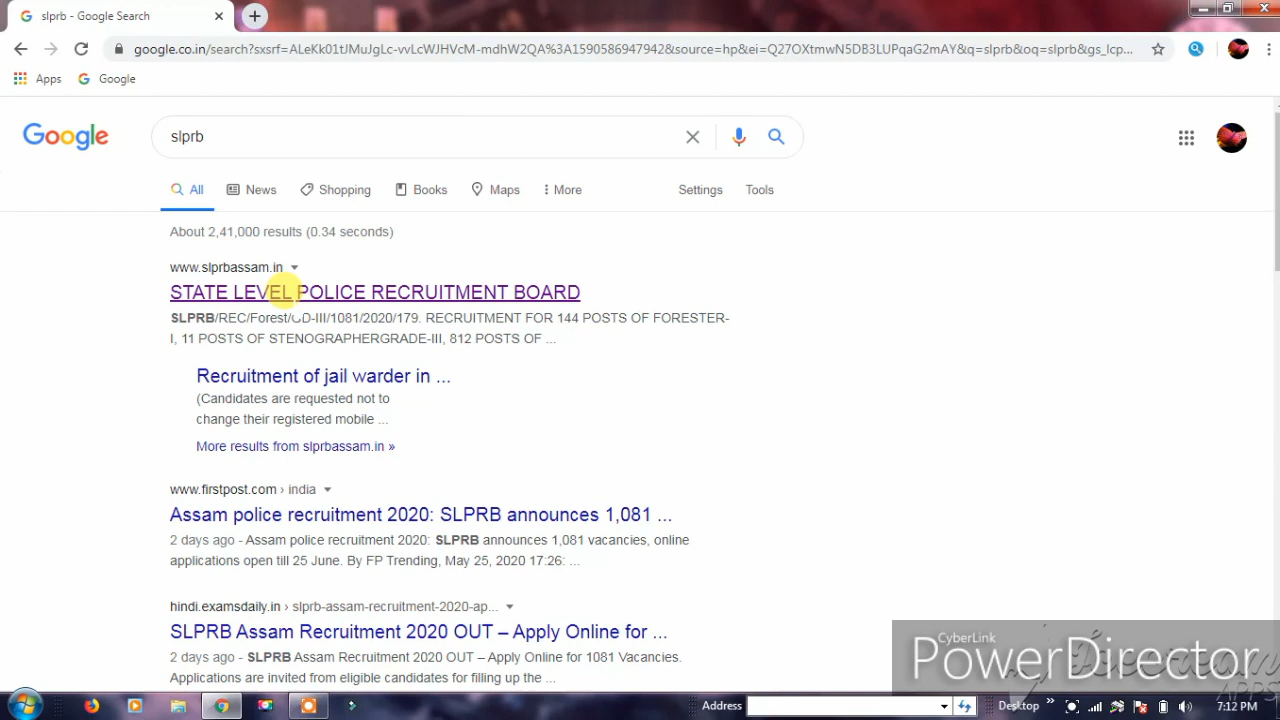 slprb - Google Search
google.co.in/search?sxsrf=ALeKk01tJMuJgLc-vvLcWJHVcM-mdhW2QA%3A1590586947942&source=hp&ei=Q27OXtmwN5DB3LUPqaG2mAY&q=slprb&oq=slprb&gs_lcp...
Apps Google
Google slprb
All News Shopping Books Maps More Settings Tools
About 2,41,000 results (0.34 seconds)
www.slprbassam.in
STATE LEVEL POLICE RECRUITMENT BOARD
SLPRB/REC/Forest/GD-III/1081/2020/179. RECRUITMENT FOR 144 POSTS OF FORESTER-
I, 11 POSTS OF STENOGRAPHERGRADE-III, 812 POSTS OF ...
Recruitment of jail warder in ...
(Candidates are requested not to
change their registered mobile ...
More results from slprbassam.in »
www.firstpost.com › india
Assam police recruitment 2020: SLPRB announces 1,081 ...
2 days ago - Assam police recruitment 2020: SLPRB announces 1,081 vacancies, online
applications open till 25 June. By FP Trending, May 25, 2020 17:26: ...
hindi.examsdaily.in › slprb-assam-recruitment-2020-ap...
SLPRB Assam Recruitment 2020 OUT – Apply Online for ...
2 days ago - SLPRB Assam Recruitment 2020 OUT – Apply Online for 1081 Vacancies.
Applications are invited from eligible candidates for filling up the ...
CyberLink
PowerDirector
APPS
Address Desktop » 7:12 PM